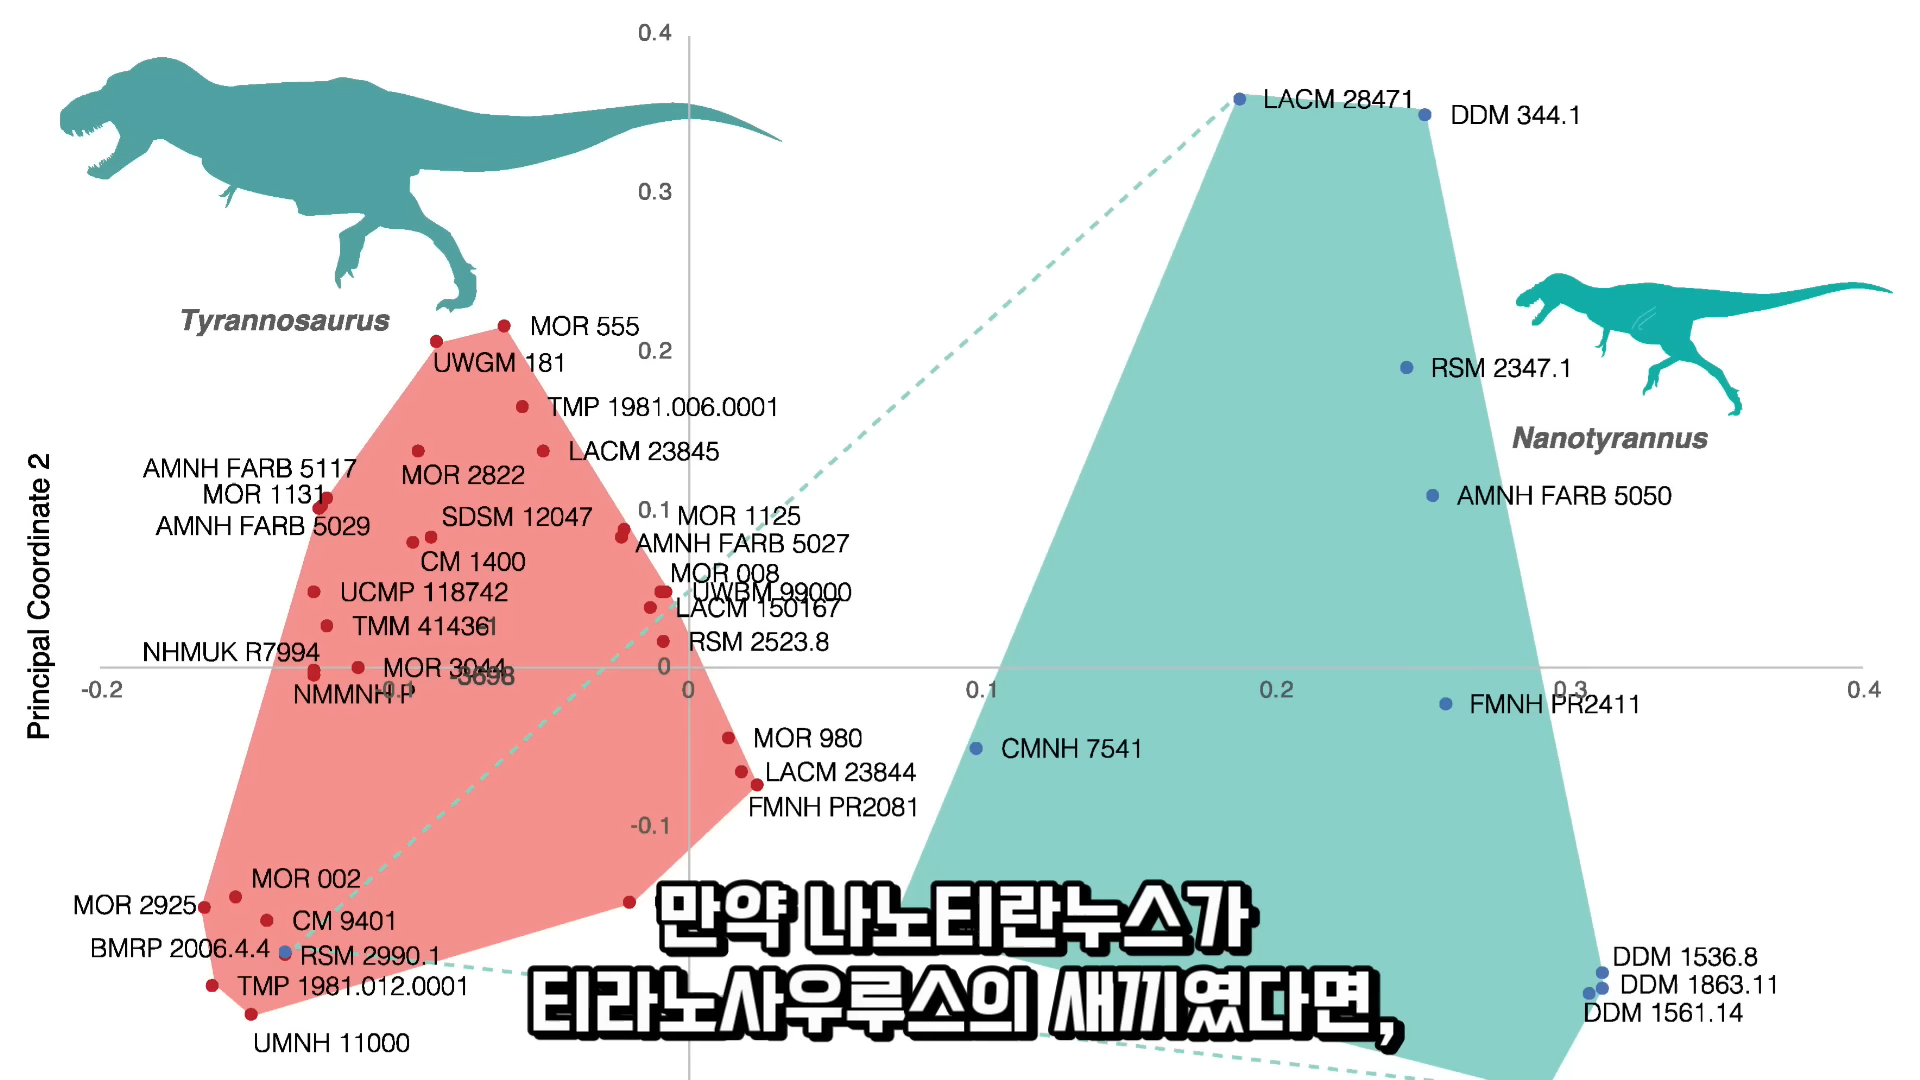 0.4
LACM 28471
DDM 344.1
0.3
Tyrannosaurus
MOR 555
0.2
UWGM 181
RSM 2347.1
TMP 1981.006.0001
Nanotyrannus
LACM 23845
AMNH FARB 5117
MOR 2822
MOR 1131
AMNH FARB 5050
0.1
SDSM 12047
MOR 1125
AMNH FARB 5029
AMNH FARB 5027
CM 1400
MOR 008
UCMP 118742
UWBM 99000
LACM 150167
TMM 41436-1
RSM 2523.8
NHMUK R7994
MOR 3044
0
-3698
Principal Coordinate 2
-0.2
-0.1
0
0.1
0.2
0.3
0.4
NMMNH P
FMNH PR2411
MOR 980
CMNH 7541
LACM 23844
FMNH PR2081
-0.1
MOR 002
MOR 2925
CM 9401
BMRP 2006.4.4
RSM 2990.1
DDM 1536.8
TMP 1981.012.0001
DDM 1863.11
DDM 1561.14
UMNH 11000
만약 나노티란누스가
티라노사우루스의 새끼였다면,